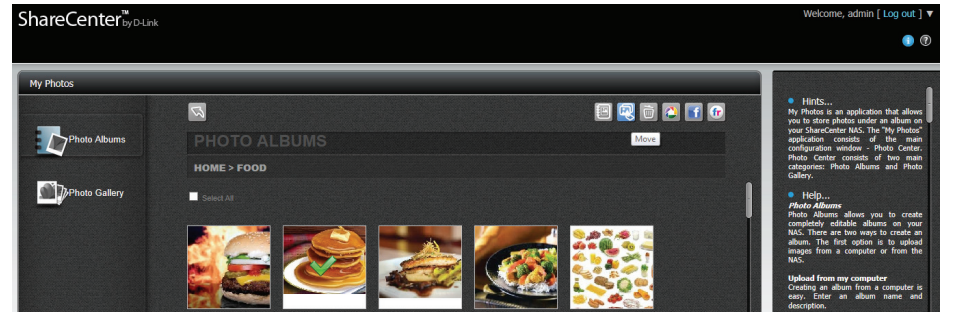 ShareCenter™ by D-Link
Welcome, admin [ Log out ] ▼
My Photos
Photo Albums
Photo Gallery
PHOTO ALBUMS
Move
HOME > FOOD
Select All
Hints...
My Photos is an application that allows
you to store photos under an album on
your ShareCenter NAS. The "My Photos"
application consists of the main
configuration window - Photo Center.
Photo Center consists of two main
categories: Photo Albums and Photo
Gallery.
Help...
Photo Albums
Photo Albums allows you to create
completely editable albums on your
NAS. There are two ways to create an
album. The first option is to upload
images from a computer or from the
NAS.
Upload from my computer
Creating an album from a computer is
easy. Enter an album name and
description.